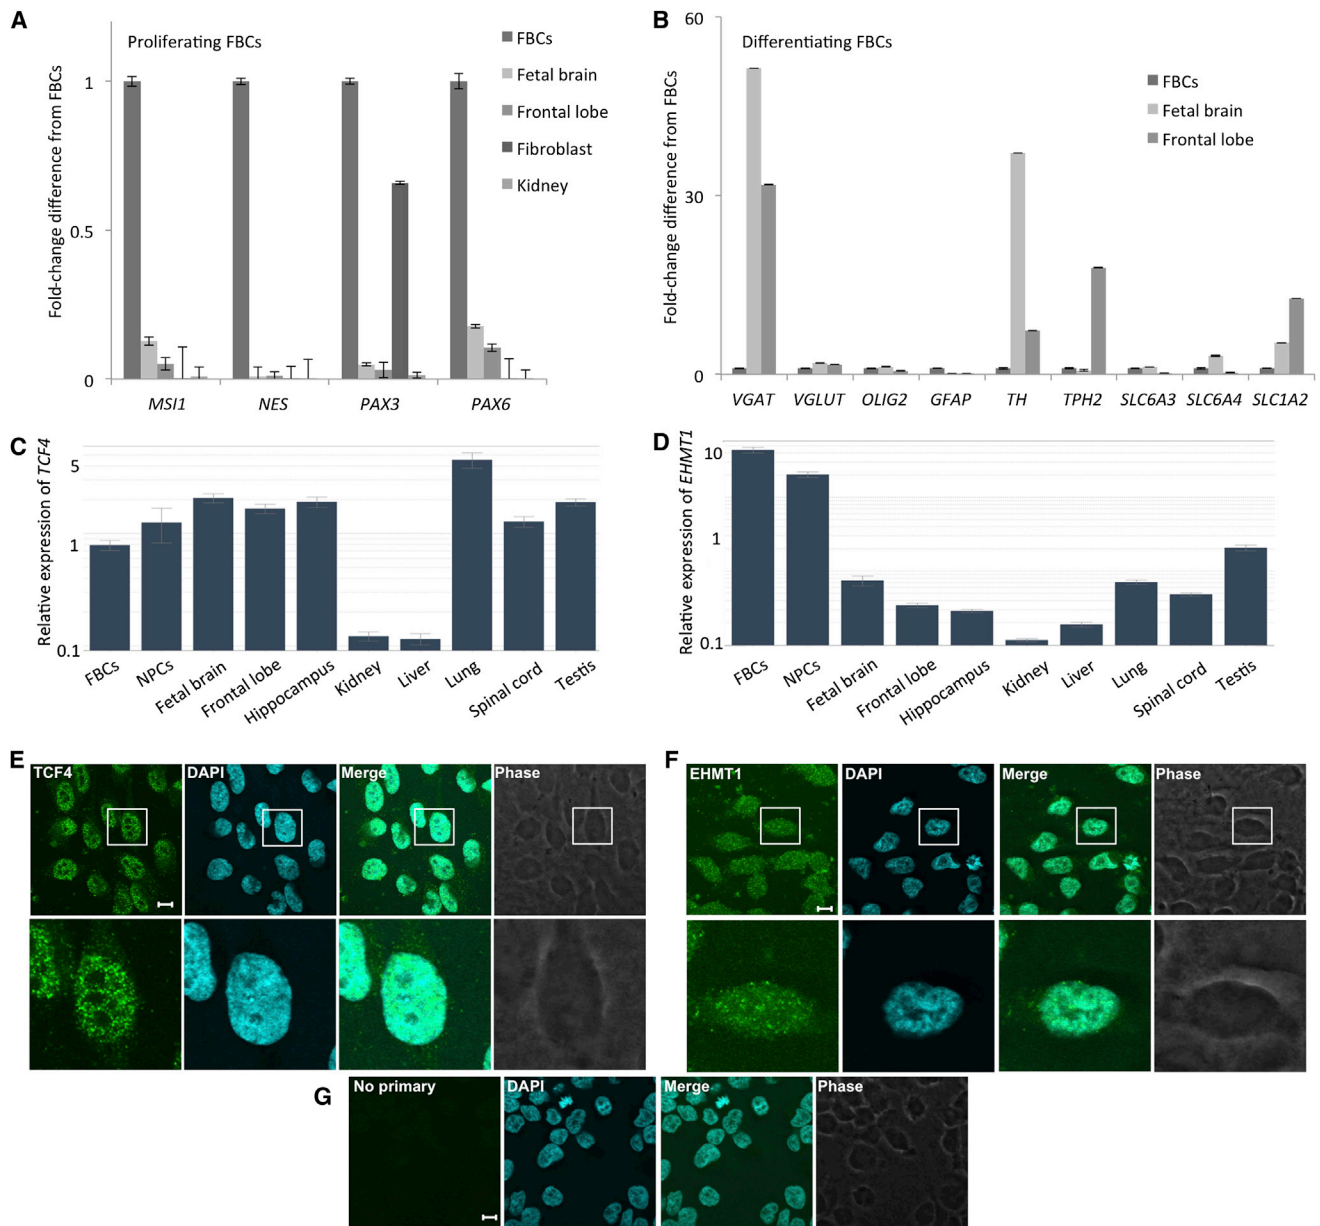 A
Proliferating FBCs
Fold-change difference from FBCs
1
0.5
0
FBCs
Fetal brain
Frontal lobe
Fibroblast
Kidney
MSI1 NES PAX3 PAX6
B
Differentiating FBCs
Fold-change difference from FBCs
60
30
0
FBCs
Fetal brain
Frontal lobe
VGAT VGLUT OLIG2 GFAP TH TPH2 SLC6A3 SLC6A4 SLC1A2
C
Relative expression of TCF4
5
1
0.1
FBCs NPCs Fetal brain Frontal lobe Hippocampus Kidney Liver Lung Spinal cord Testis
D
Relative expression of EHMT1
10
1
0.1
FBCs NPCs Fetal brain Frontal lobe Hippocampus Kidney Liver Lung Spinal cord Testis
E
TCF4 DAPI Merge Phase
F
EHMT1 DAPI Merge Phase
G
No primary DAPI Merge Phase